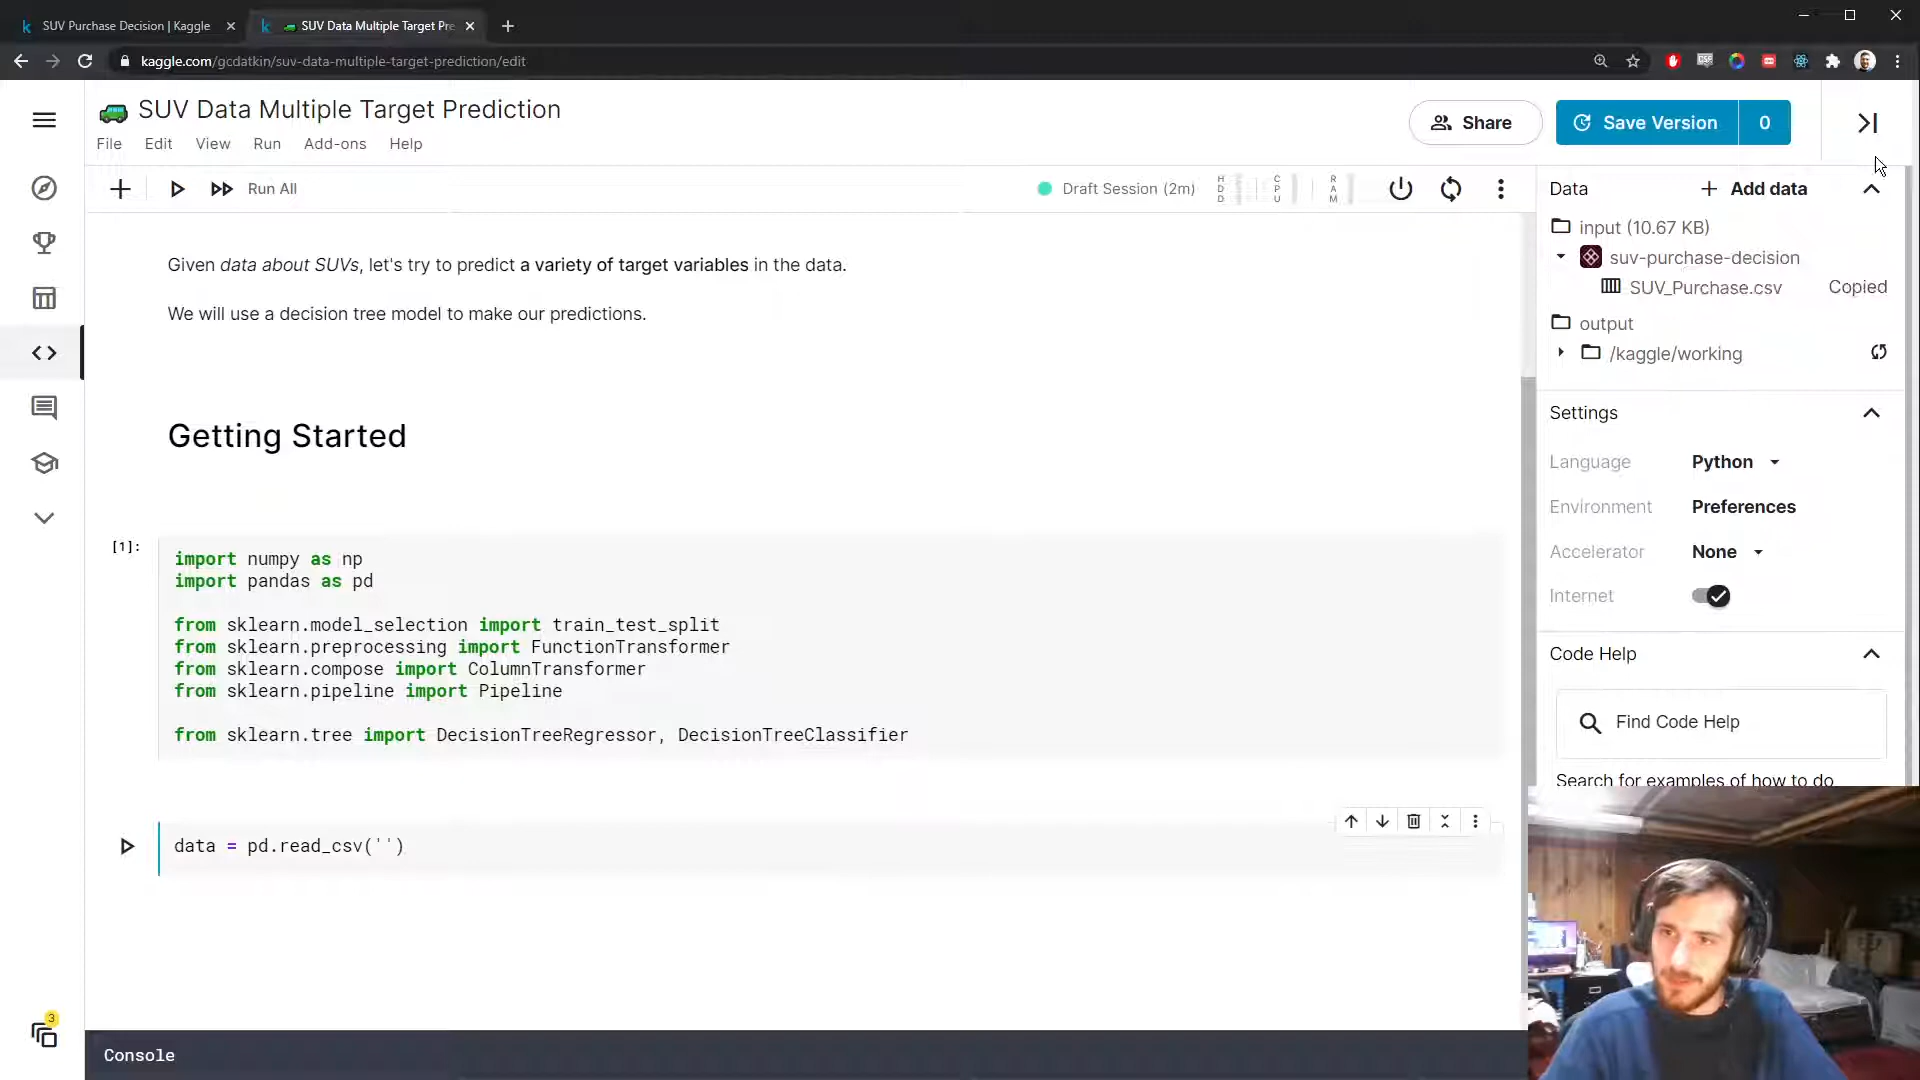 SUV Purchase Decision | Kaggle
SUV Data Multiple Target Pre
kaggle.com/gcdatkin/suv-data-multiple-target-prediction/edit
SUV Data Multiple Target Prediction
Share
Save Version
0
File
Edit
View
Run
Add-ons
Help
Run All
Draft Session (2m)
HDD
CPU
RAM
Data
Add data
input (10.67 KB)
suv-purchase-decision
SUV_Purchase.csv
Copied
output
/kaggle/working
Settings
Language
Python
Environment
Preferences
Accelerator
None
Internet
Code Help
Find Code Help
Search for examples of how to do
Given data about SUVs, let's try to predict a variety of target variables in the data.
We will use a decision tree model to make our predictions.
Getting Started
[1]:
import numpy as np
import pandas as pd
from sklearn.model_selection import train_test_split
from sklearn.preprocessing import FunctionTransformer
from sklearn.compose import ColumnTransformer
from sklearn.pipeline import Pipeline
from sklearn.tree import DecisionTreeRegressor, DecisionTreeClassifier
data = pd.read_csv('')
3
Console